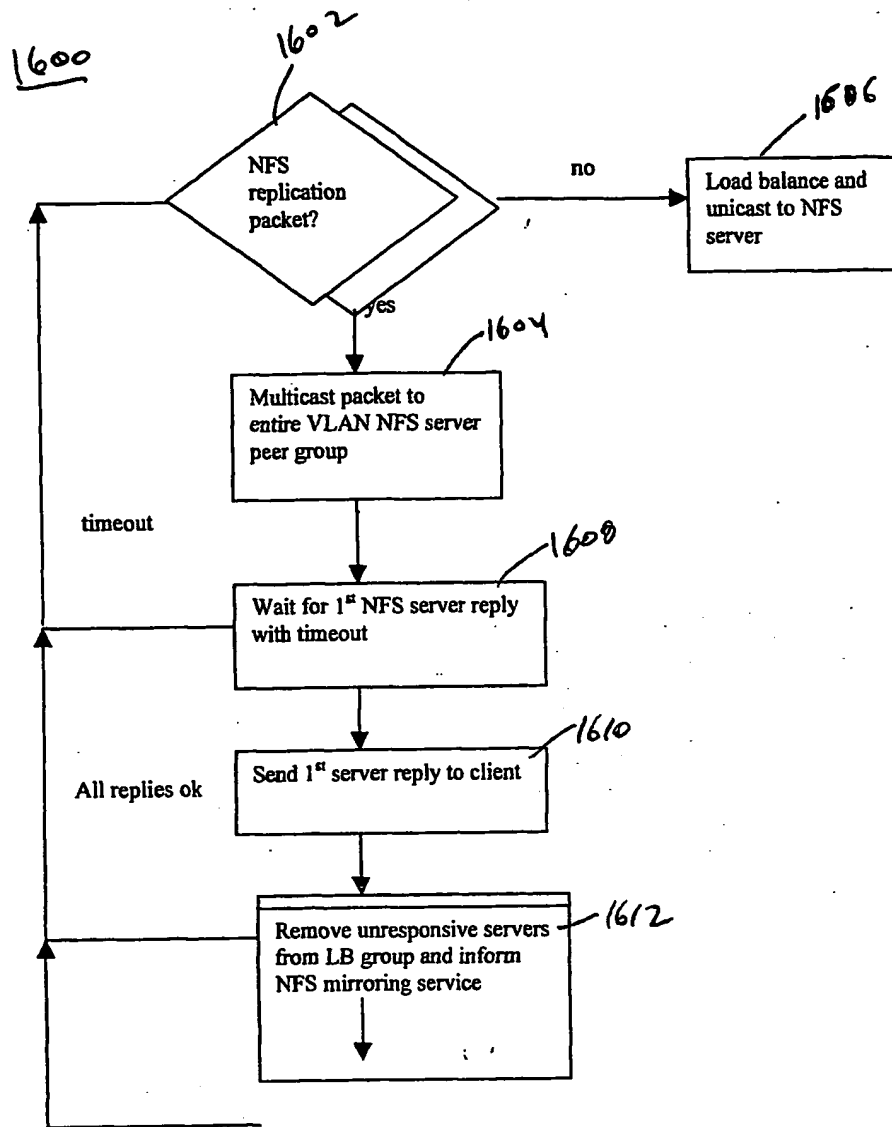 1600
1602
NFS
replication
packet?
no
1606
Load balance and
unicast to NFS
server
yes
1604
Multicast packet to
entire VLAN NFS server
peer group
timeout
1608
Wait for 1st NFS server reply
with timeout
1610
Send 1st server reply to client
All replies ok
1612
Remove unresponsive servers
from LB group and inform
NFS mirroring service